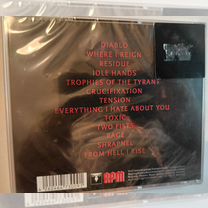 DIABLO
WHERE I REIGN
RESIDUE
IDLE HANDS
TROPHIES OF THE TYRANT
CRUCIFIXATION
TENSION
EVERYTHING I HATE ABOUT YOU
TOXIC
TWO FISTS
RAGE
SHRAPNEL
FROM HELL I RISE
RPM